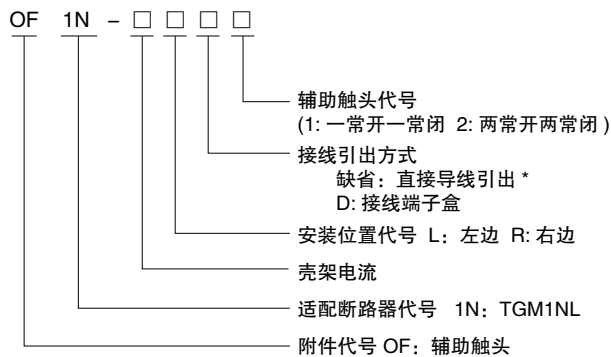 OF 1N - □ □ □ □
辅助触头代号
(1: 一常开一常闭 2: 两常开两常闭 )
接线引出方式
缺省：直接导线引出 *
D: 接线端子盒
安装位置代号 L：左边 R: 右边
壳架电流
适配断路器代号 1N：TGM1NL
附件代号 OF：辅助触头